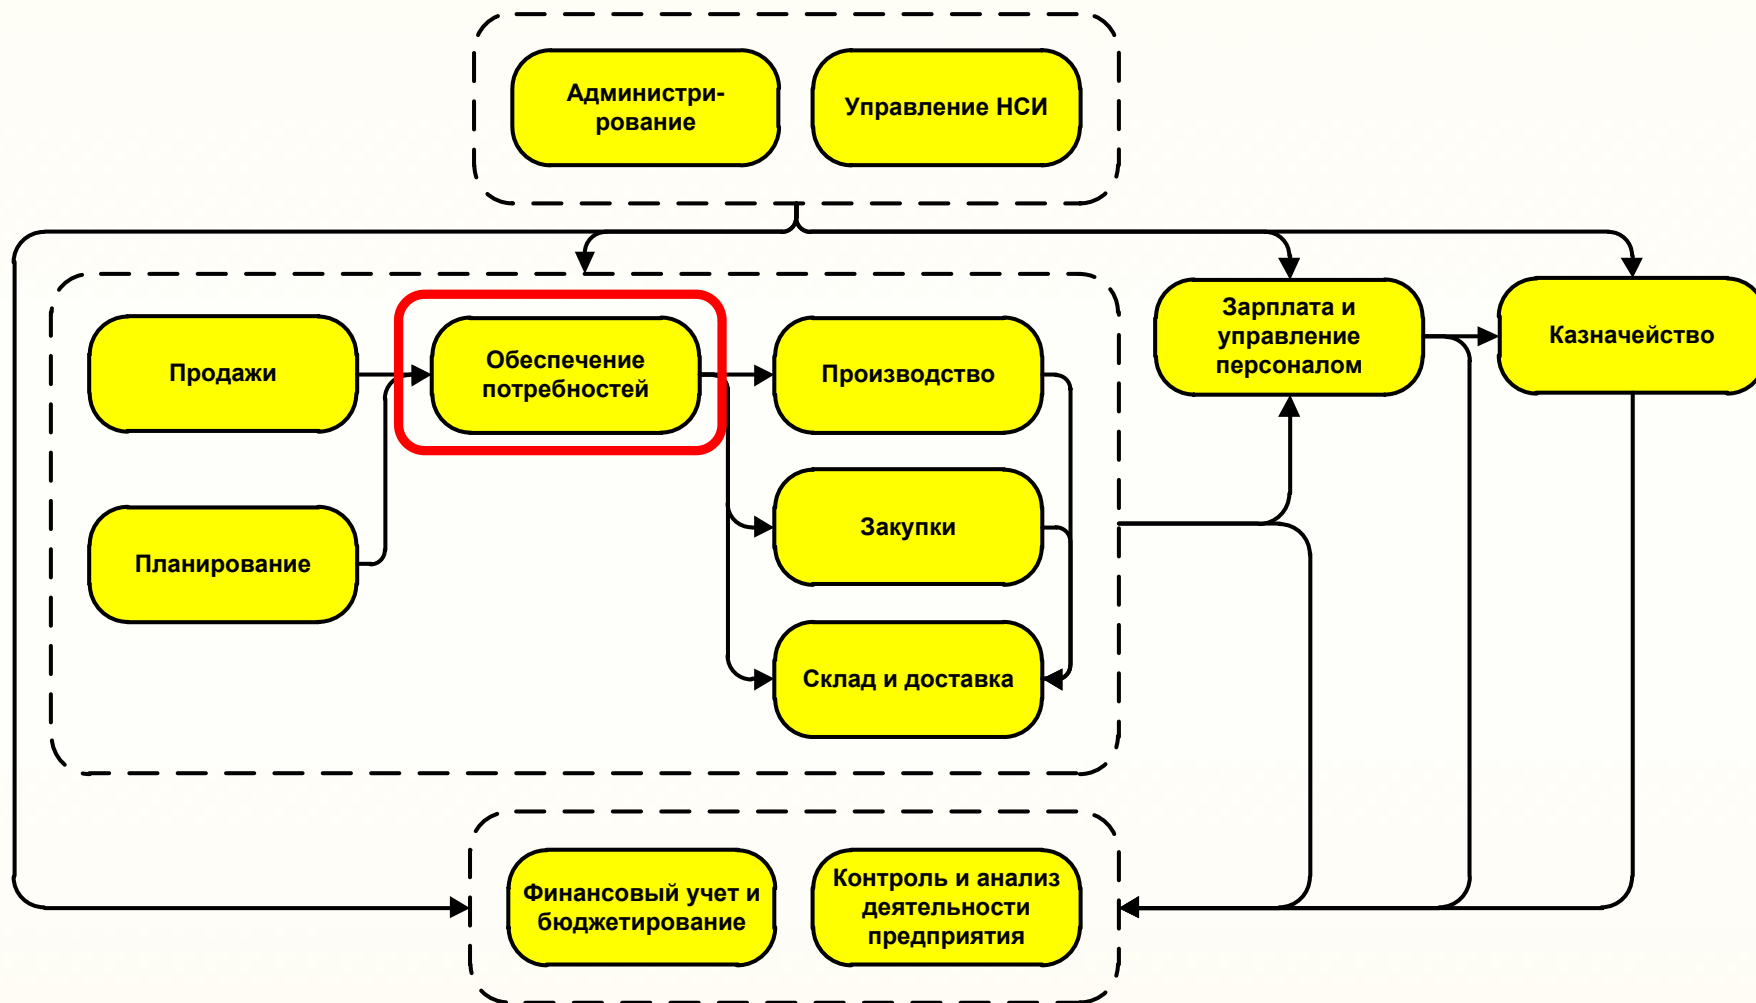 Администри-
рование
Управление НСИ
Продажи
Обеспечение
потребностей
Производство
Зарплата и
управление
персоналом
Казначейство
Планирование
Закупки
Склад и доставка
Финансовый учет и
бюджетирование
Контроль и анализ
деятельности
предприятия